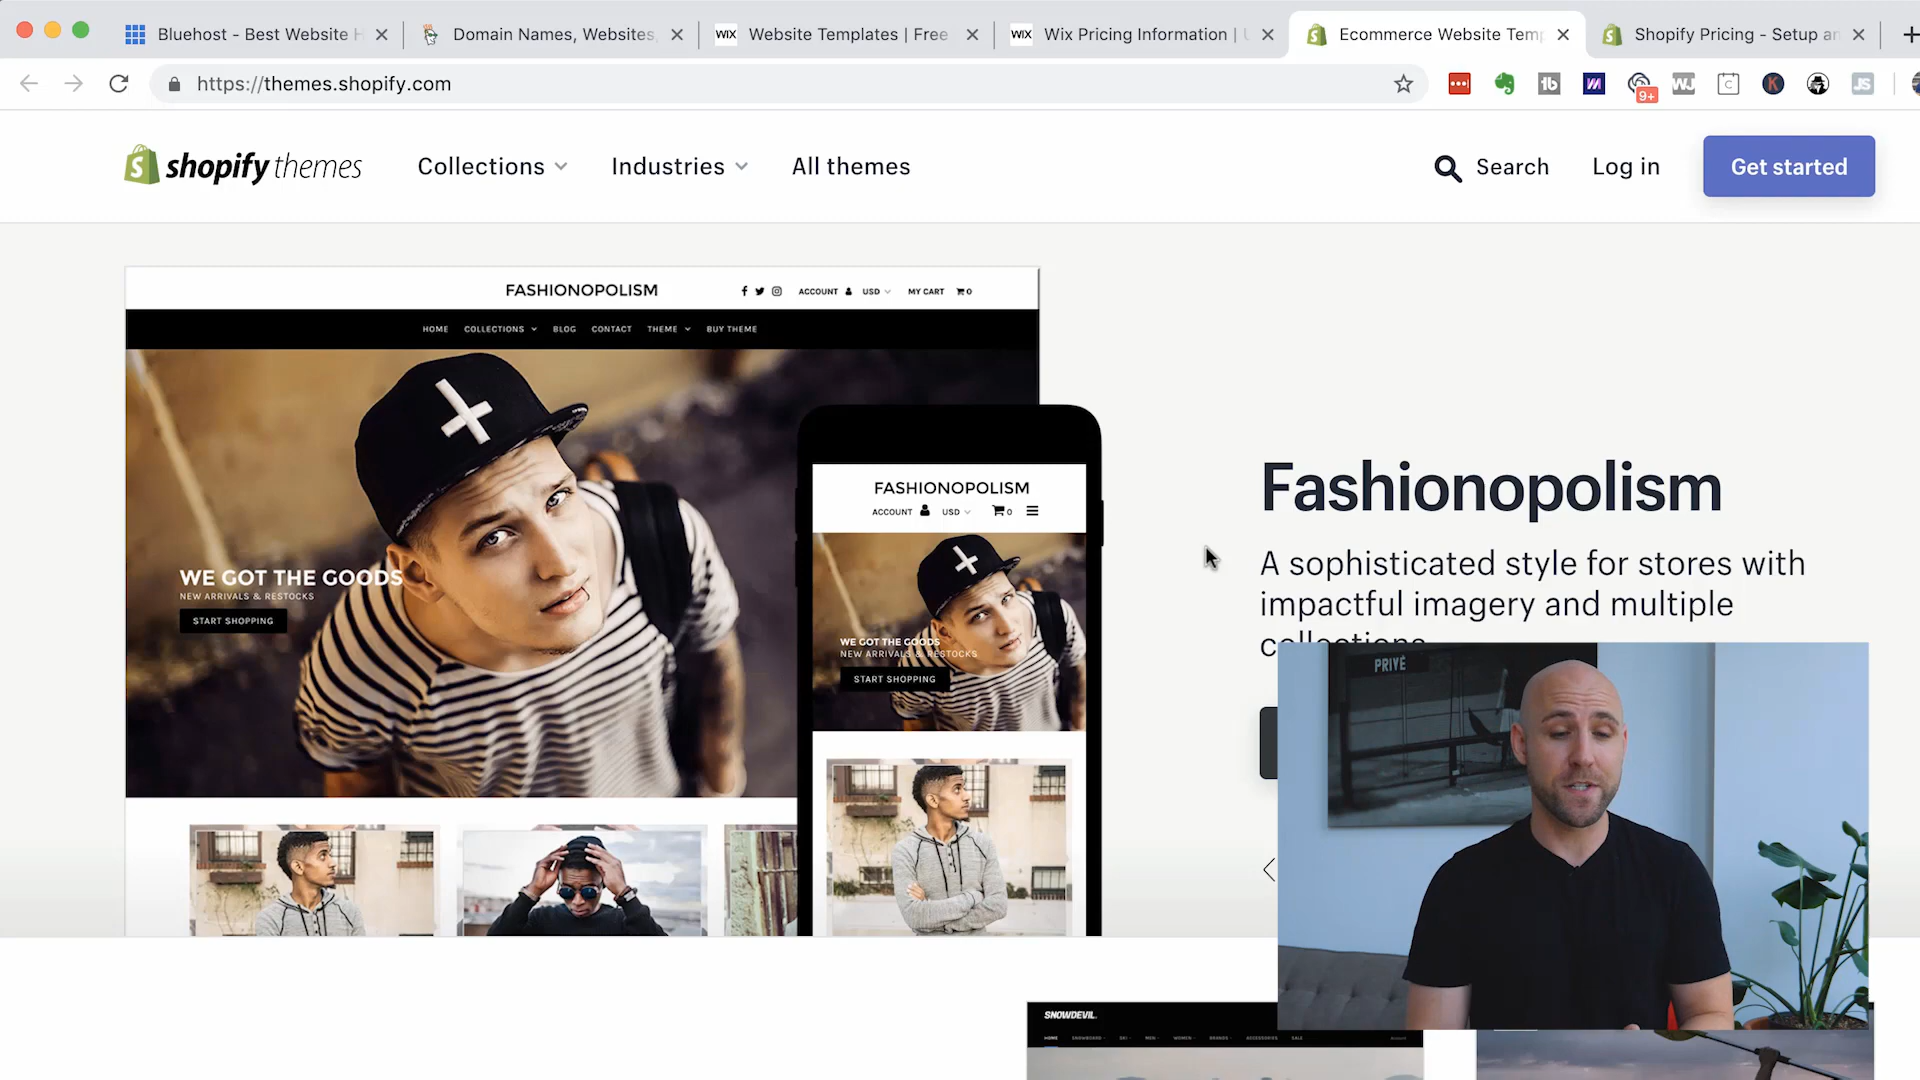 Bluehost - Best Website H
Domain Names, Websites,
WIX Website Templates | Free
WIX Wix Pricing Information | U
Ecommerce Website Temp
Shopify Pricing - Setup an
https://themes.shopify.com
9+
shopify themes
Collections
Industries
All themes
Search
Log in
Get started
FASHIONOPOLISM
ACCOUNT
USD
MY CART
0
HOME
COLLECTIONS
BLOG
CONTACT
THEME
BUY THEME
WE GOT THE GOODS
NEW ARRIVALS & RESTOCKS
START SHOPPING
FASHIONOPOLISM
ACCOUNT
USD
0
WE GOT THE GOODS
NEW ARRIVALS & RESTOCKS
START SHOPPING
Fashionopolism
A sophisticated style for stores with
impactful imagery and multiple
collections
PRIVÉ
SNOWDEVIL
HOME
SNOWBOARD
SKI
MEN
WOMEN
BRANDS
ACCESSORIES
SALE